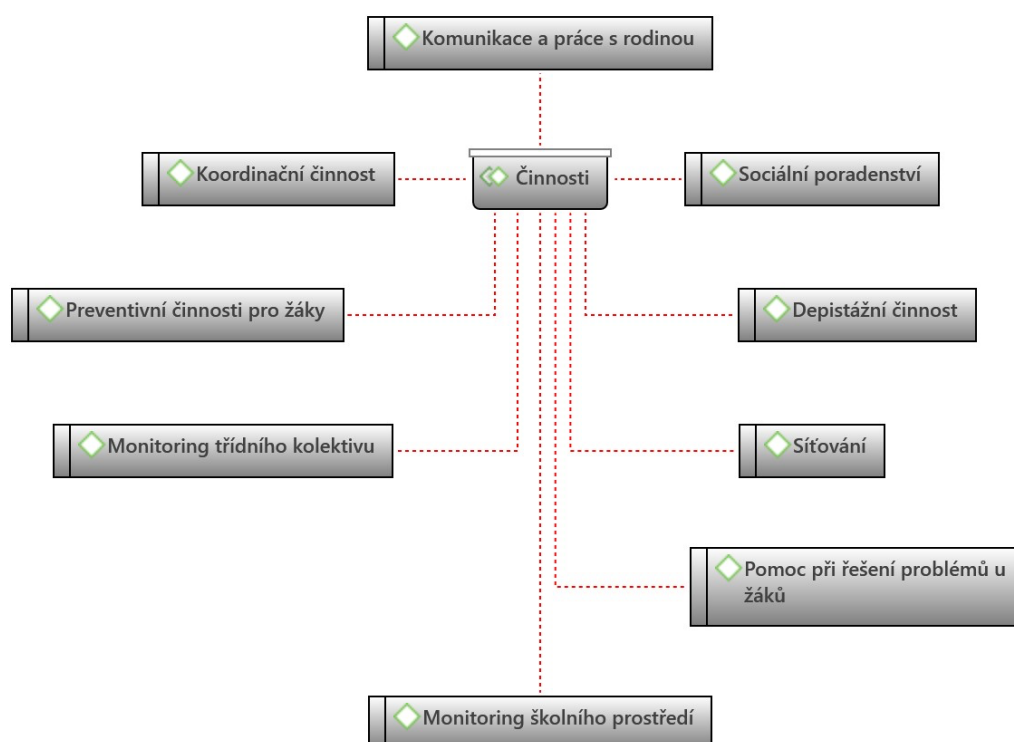 Komunikace a práce s rodinou
Koordinační činnost
Činnosti
Sociální poradenství
Preventivní činnosti pro žáky
Depistážní činnost
Monitoring třídního kolektivu
Síťování
Pomoc při řešení problémů u
žáků
Monitoring školního prostředí